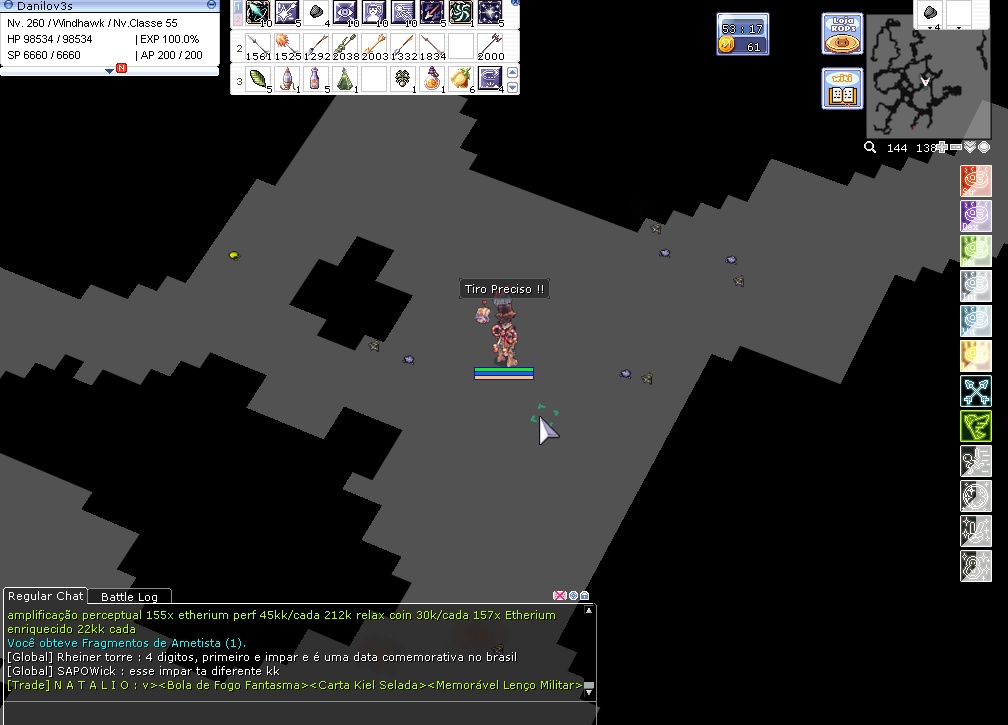 Danilov3s
Nv. 260 / Windhawk / Nv.Classe 55
HP 98534 / 98534 | EXP 100.0%
SP 6660 / 6660 | AP 200 / 200
N
10 5 4 10 10 10 10 1 5
2
1561 1525 1292 2038 2003 1332 1834 2000
3
5 1 5 1 1 1 6 4
53 : 17
61
Loja
ROPs
wiki
4
144 138
Str
Dex
Tiro Preciso !!
Regular Chat
Battle Log
amplificação perceptual 155x etherium perf 45kk/cada 212k relax coin 30k/cada 157x Etherium
enriquecido 22kk cada
Você obteve Fragmentos de Ametista (1).
[Global] Rheiner torre : 4 digitos, primeiro e impar e é uma data comemorativa no brasil
[Global] SAPOWick : esse impar ta diferente kk
[Trade] N A T A L I O : v><Bola de Fogo Fantasma><Carta Kiel Selada><Memorável Lenço Militar>